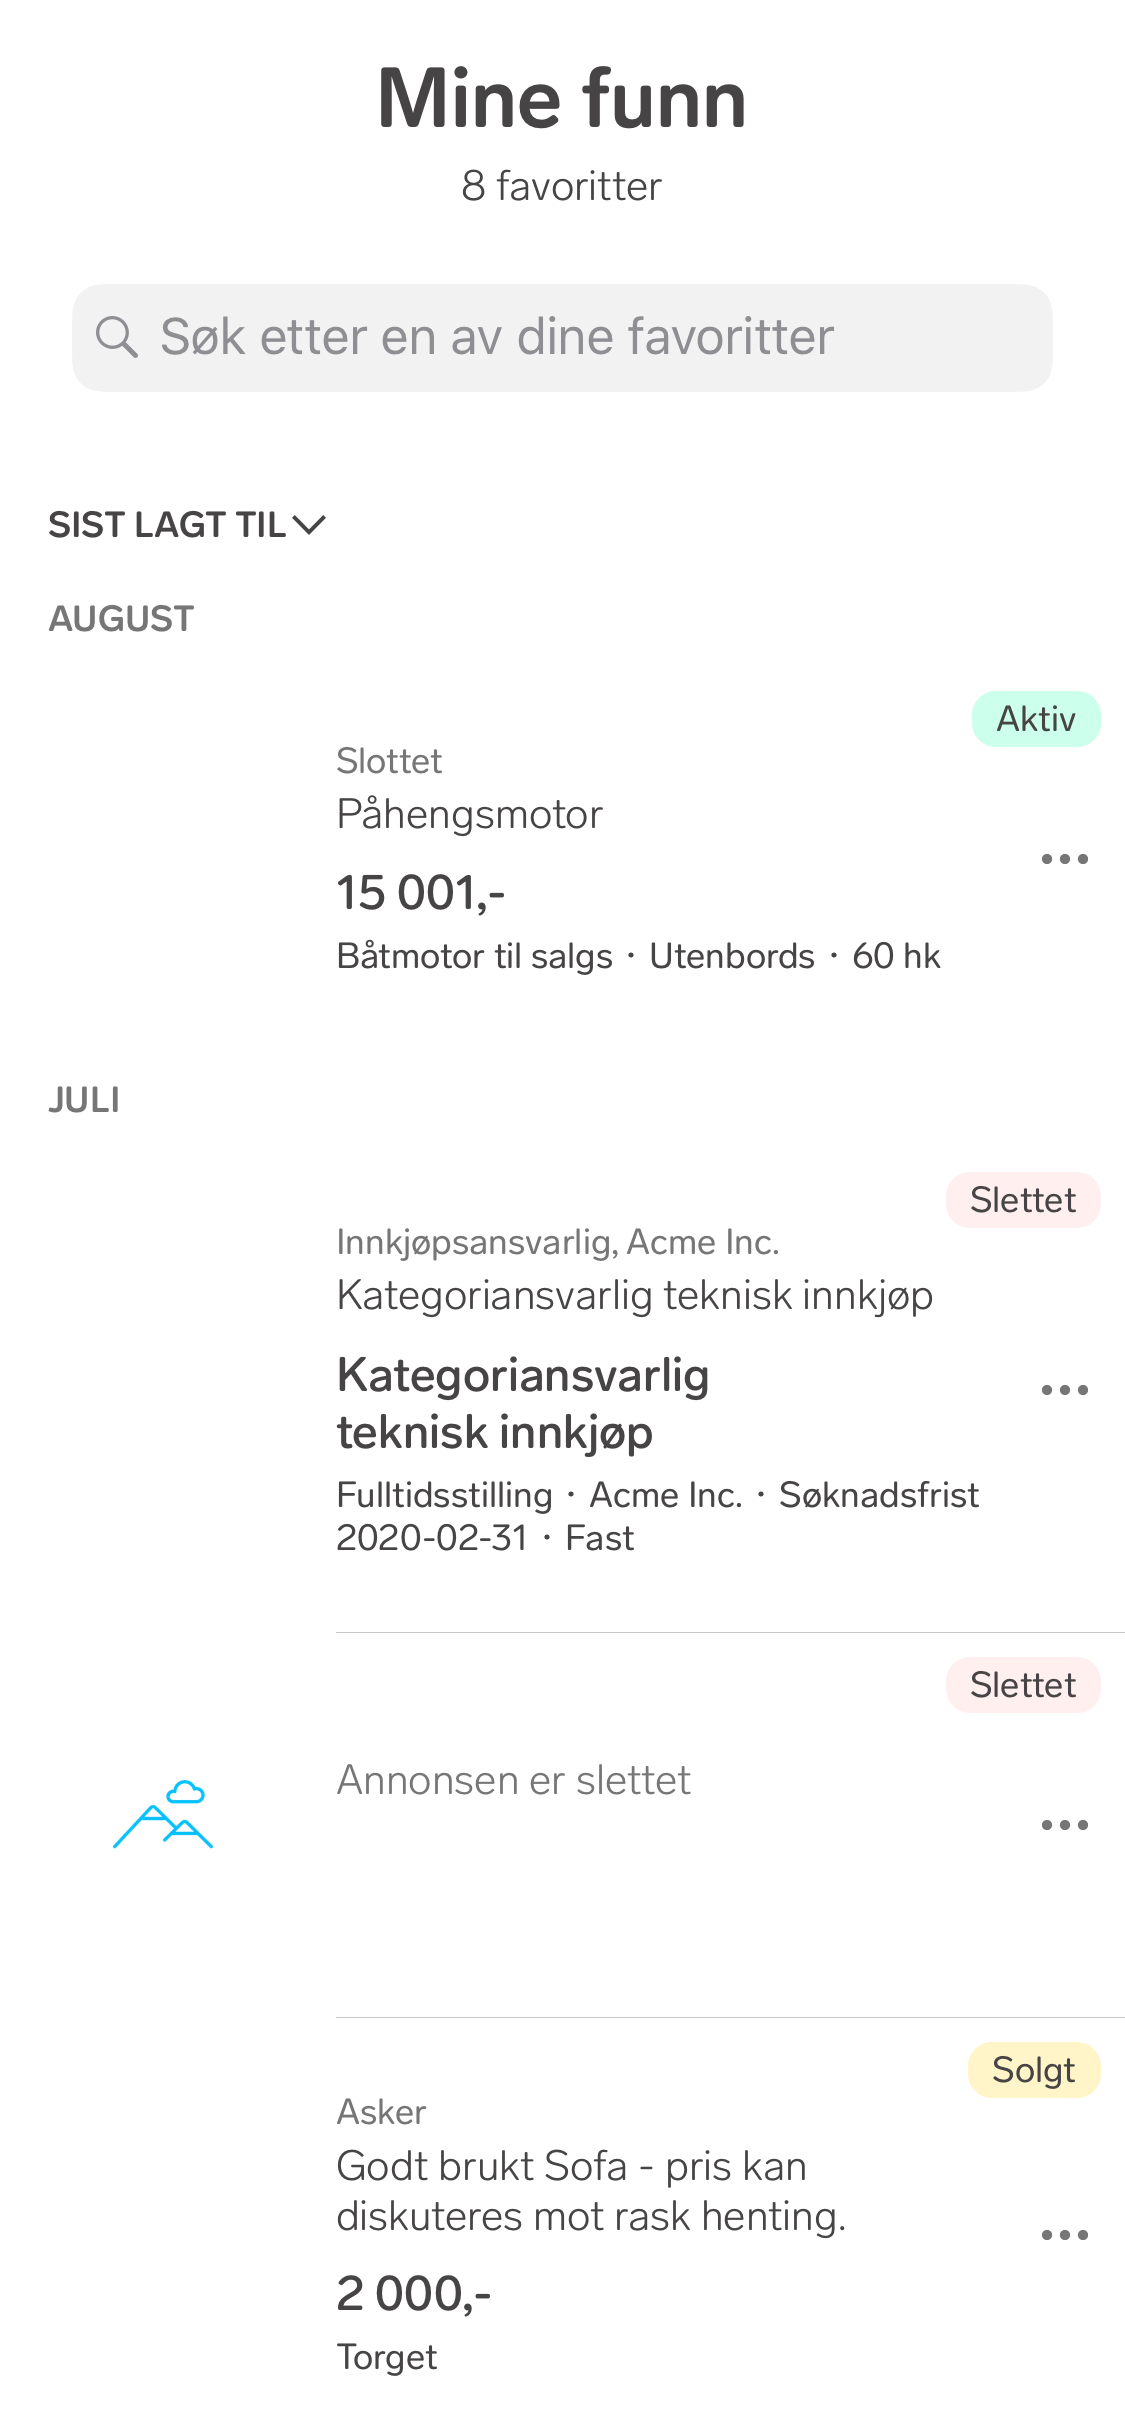 Mine funn
8 favoritter
Søk etter en av dine favoritter
SIST LAGT TIL
AUGUST
Aktiv
Slottet
Påhengsmotor
15 001,-
Båtmotor til salgs · Utenbords · 60 hk
JULI
Slettet
Innkjøpsansvarlig, Acme Inc.
Kategoriansvarlig teknisk innkjøp
Kategoriansvarlig
teknisk innkjøp
Fulltidsstilling · Acme Inc. · Søknadsfrist
2020-02-31 · Fast
Slettet
Annonsen er slettet
Solgt
Asker
Godt brukt Sofa - pris kan
diskuteres mot rask henting.
2 000,-
Torget